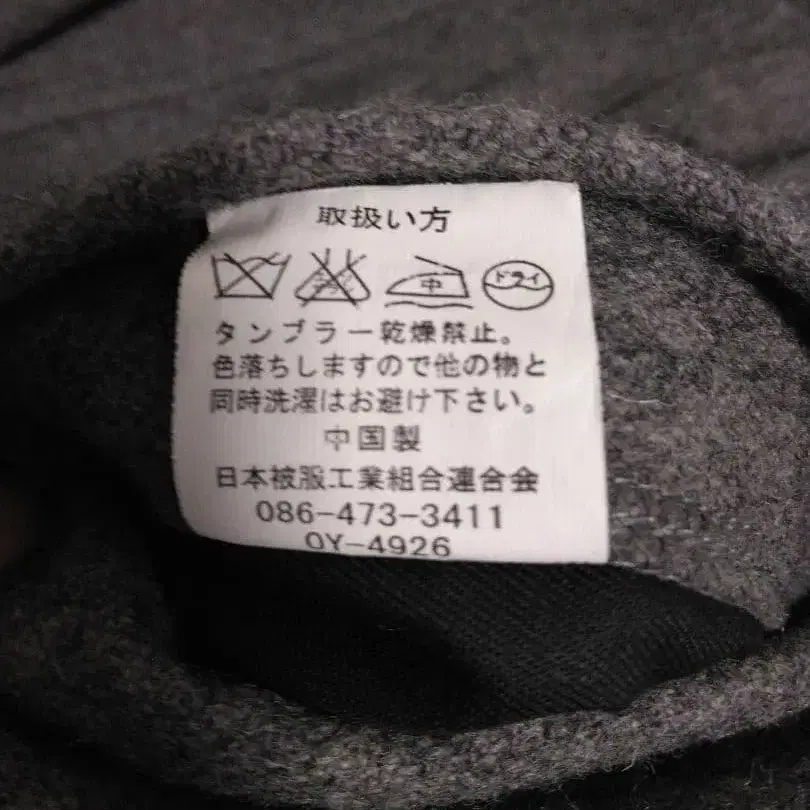 取扱い方
中 ドライ
タンブラー乾燥禁止。
色落ちしますので他の物と
同時洗濯はお避け下さい。
中国製
日本被服工業組合連合会
086-473-3411
QY-4926